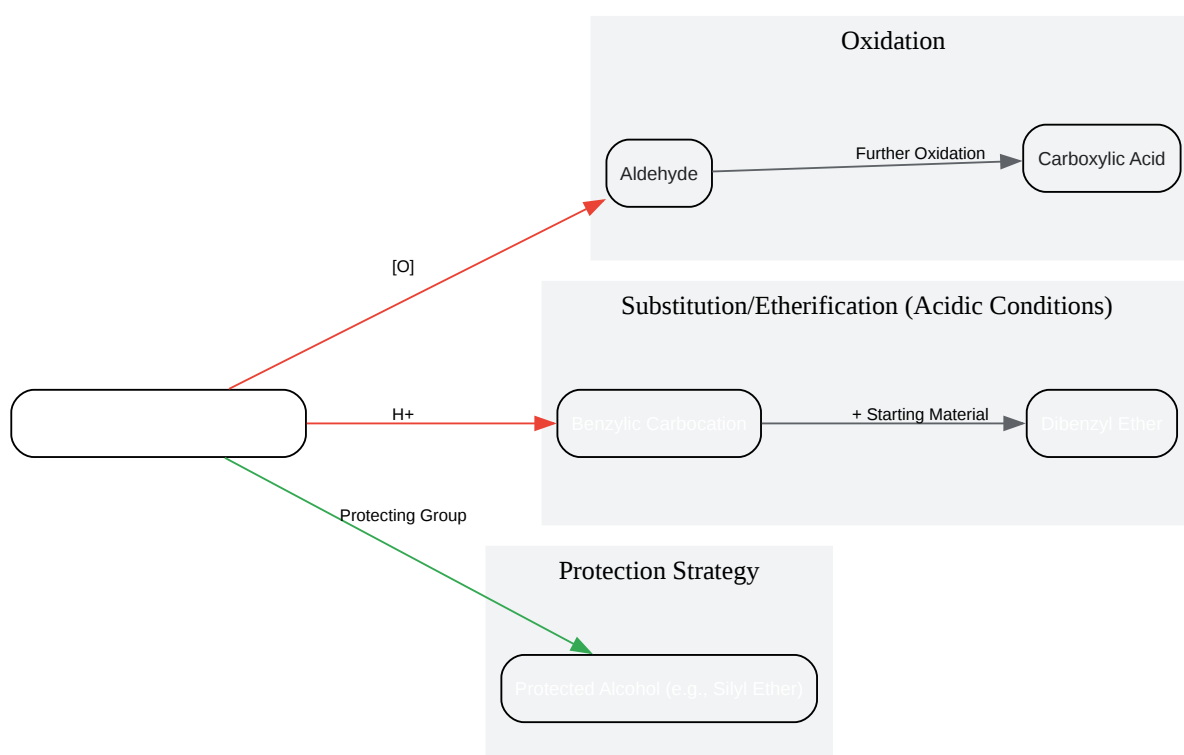 Oxidation
Aldehyde
Further Oxidation
Carboxylic Acid
[O]
Substitution/Etherification (Acidic Conditions)
H+
Benzylic Carbocation
+ Starting Material
Dibenzyl Ether
Protecting Group
Protection Strategy
Protected Alcohol (e.g., Silyl Ether)